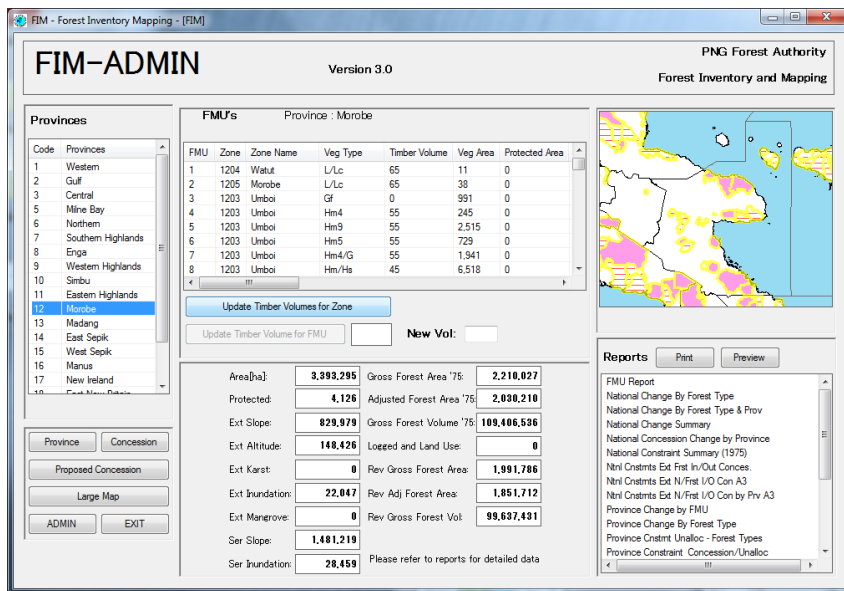 FIM - Forest Inventory Mapping - [FIM]
FIM-ADMIN
Version 3.0
PNG Forest Authority
Forest Inventory and Mapping
Provinces
Code Provinces
1 Western
2 Gulf
3 Central
5 Milne Bay
6 Northern
7 Southern Highlands
8 Enga
9 Western Highlands
10 Simbu
11 Eastern Highlands
12 Morobe
13 Madang
14 East Sepik
15 West Sepik
16 Manus
17 New Ireland
18 East New Britain
Province Concession
Proposed Concession
Large Map
ADMIN EXIT
FMU's Province : Morobe
FMU Zone Zone Name Veg Type Timber Volume Veg Area Protected Area
1 1204 Watut L/Lc 65 11 0
2 1205 Morobe L/Lc 65 38 0
3 1203 Umboi Gf 0 991 0
4 1203 Umboi Hm4 55 245 0
5 1203 Umboi Hm9 55 2,515 0
6 1203 Umboi Hm5 55 729 0
7 1203 Umboi Hm4/G 55 1,941 0
8 1203 Umboi Hm/Hs 45 6,518 0
Update Timber Volumes for Zone
Update Timber Volume for FMU New Vol:
Area[ha]: 3,393,295 Gross Forest Area '75: 2,210,027
Protected: 4,126 Adjusted Forest Area '75: 2,030,210
Ext Slope: 829,979 Gross Forest Volume '75: 109,406,536
Ext Altitude: 148,426 Logged and Land Use: 0
Ext Karst: 0 Rev Gross Forest Area: 1,991,786
Ext Inundation: 22,047 Rev Adj Forest Area: 1,851,712
Ext Mangrove: 0 Rev Gross Forest Vol: 99,637,431
Ser Slope: 1,481,219
Ser Inundation: 28,459 Please refer to reports for detailed data
Reports Print Preview
FMU Report
National Change By Forest Type
National Change By Forest Type & Prov
National Change Summary
National Concession Change by Province
National Constraint Summary (1975)
Ntnl Cnstmts Ext Frst In/Out Conces.
Ntnl Cnstmts Ext N/Frst I/O Con A3
Ntnl Cnstmts Ext N/Frst I/O Con by Prv A3
Province Change by FMU
Province Change By Forest Type
Province Cnstmt Unalloc - Forest Types
Province Constraint Concession/Unalloc